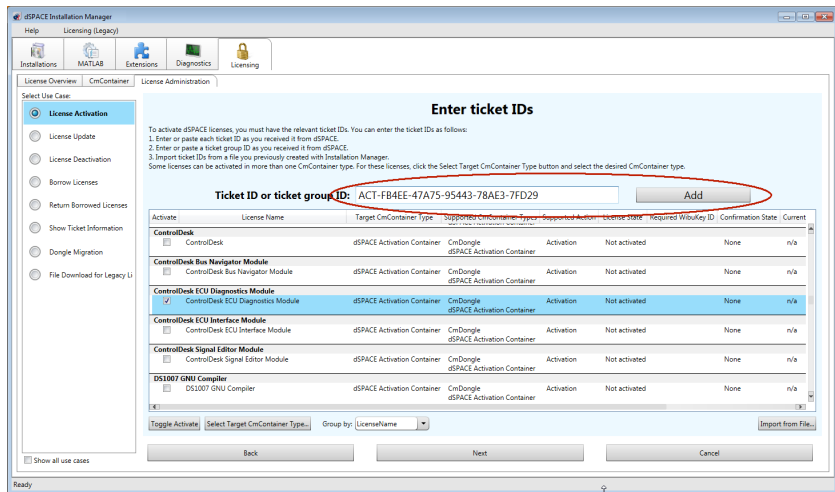 dSPACE Installation Manager
Help Licensing (Legacy)
Installations MATLAB Extensions Diagnostics Licensing
License Overview CmContainer License Administration
Select Use Case:
License Activation
License Update
License Deactivation
Borrow Licenses
Return Borrowed Licenses
Show Ticket Information
Dongle Migration
File Download for Legacy Li
Show all use cases
Enter ticket IDs
To activate dSPACE licenses, you must have the relevant ticket IDs. You can enter the ticket IDs as follows:
1. Enter or paste each ticket ID as you received it from dSPACE.
2. Enter or paste a ticket group ID as you received it from dSPACE.
3. Import ticket IDs from a file you previously created with Installation Manager.
Some licenses can be activated in more than one CmContainer type. For these licenses, click the Select Target CmContainer Type button and select the desired CmContainer type.
Ticket ID or ticket group ID: ACT-FB4EE-47A75-95443-78AE3-7FD29 Add
Activate License Name Target CmContainer Type Supported CmContainer Types Supported Action License State Required WibuKey ID Confirmation State Current
ControlDesk
ControlDesk dSPACE Activation Container CmDongle Activation Not activated None n/a
dSPACE Activation Container
ControlDesk Bus Navigator Module
ControlDesk Bus Navigator Module dSPACE Activation Container CmDongle Activation Not activated None n/a
dSPACE Activation Container
ControlDesk ECU Diagnostics Module
ControlDesk ECU Diagnostics Module dSPACE Activation Container CmDongle Activation Not activated None n/a
dSPACE Activation Container
ControlDesk ECU Interface Module
ControlDesk ECU Interface Module dSPACE Activation Container CmDongle Activation Not activated None n/a
dSPACE Activation Container
ControlDesk Signal Editor Module
ControlDesk Signal Editor Module dSPACE Activation Container CmDongle Activation Not activated None n/a
dSPACE Activation Container
DS1007 GNU Compiler
DS1007 GNU Compiler dSPACE Activation Container CmDongle Activation Not activated None n/a
dSPACE Activation Container
Toggle Activate Select Target CmContainer Type... Group by: LicenseName Import from File...
Back Next Cancel
Ready